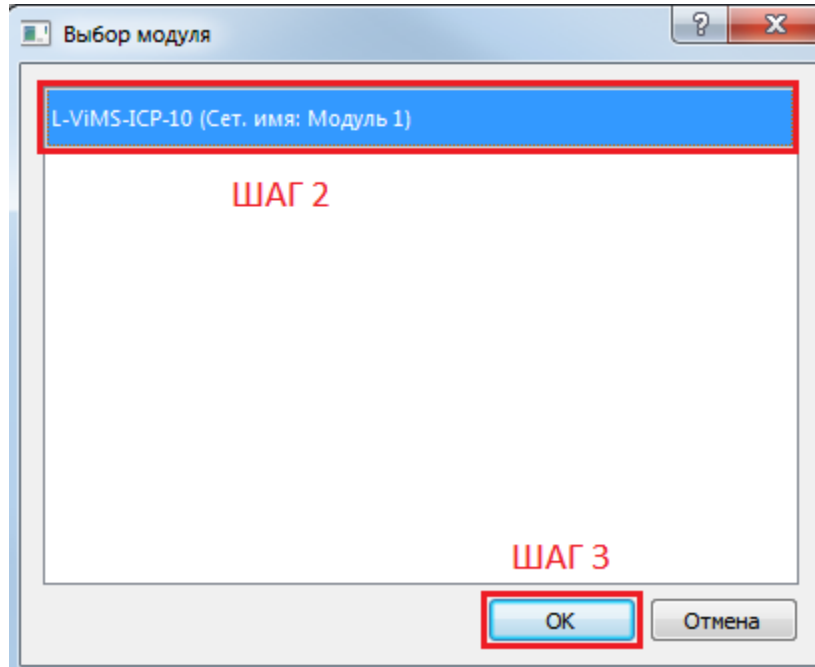 Выбор модуля
L-ViMS-ICP-10 (Сет. имя: Модуль 1)
ШАГ 2
ШАГ 3
OK Отмена